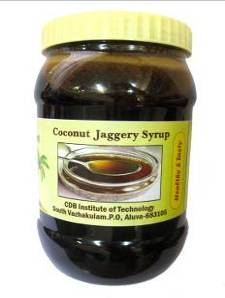 Coconut Jaggery Syrup
Healthy & Tasty
CDB Institute of Technology
South Vazhakulam.P.O, Aluva-683105